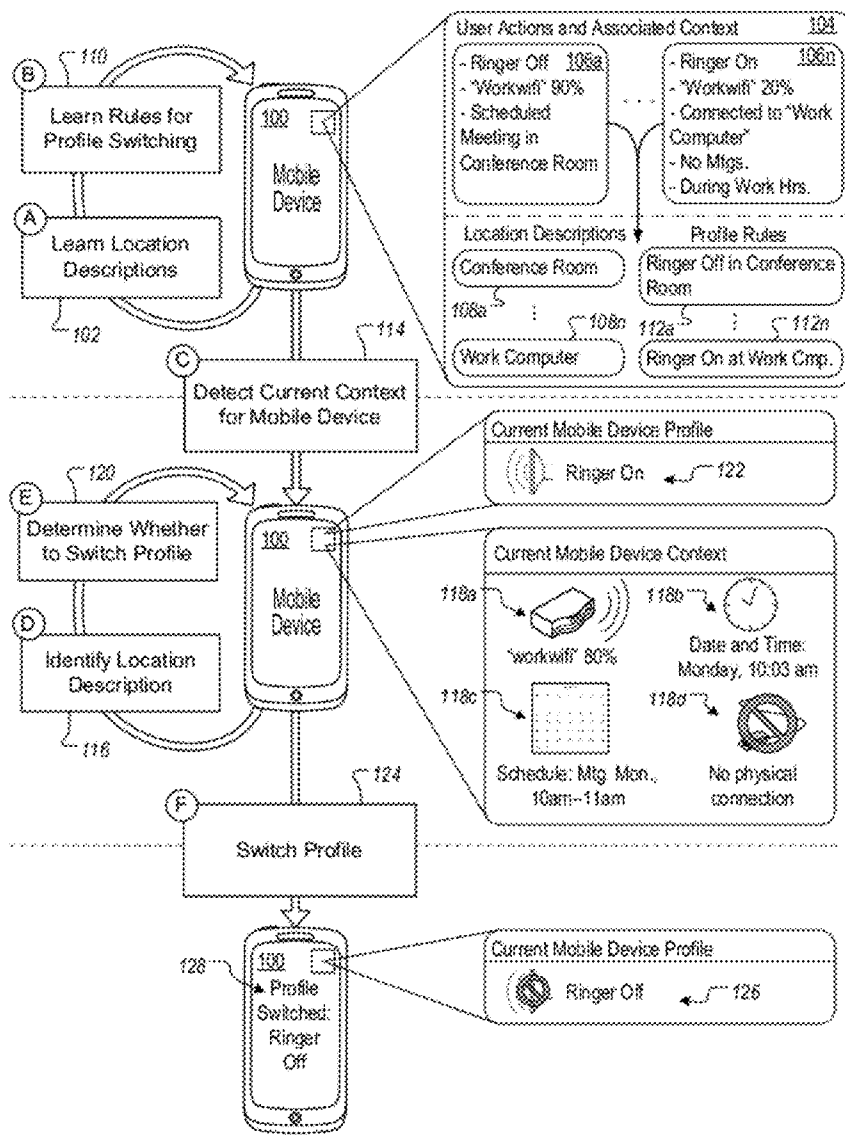 B
110
Learn Rules for
Profile Switching
A
Learn Location
Descriptions
102
100
Mobile
Device
User Actions and Associated Context 104
- Ringer Off 106a
- "Workwifi" 90%
- Scheduled
Meeting in
Conference Room
. . .
- Ringer On 106n
- "Workwifi" 20%
- Connected to "Work
Computer"
- No Mtgs.
- During Work Hrs.
Location Descriptions
Conference Room
108a
108n
Work Computer
Profile Rules
Ringer Off in Conference
Room
112a
112n
Ringer On at Work Cmp.
C
114
Detect Current Context
for Mobile Device
E
120
Determine Whether
to Switch Profile
D
Identify Location
Description
116
100
Mobile
Device
Current Mobile Device Profile
Ringer On 122
Current Mobile Device Context
118a
"workwifi" 80%
118b
Date and Time:
Monday, 10:03 am
118c
Schedule: Mtg. Mon.,
10am-11am
118d
No physical
connection
F
124
Switch Profile
128
100
Profile
Switched:
Ringer
Off
Current Mobile Device Profile
Ringer Off 126